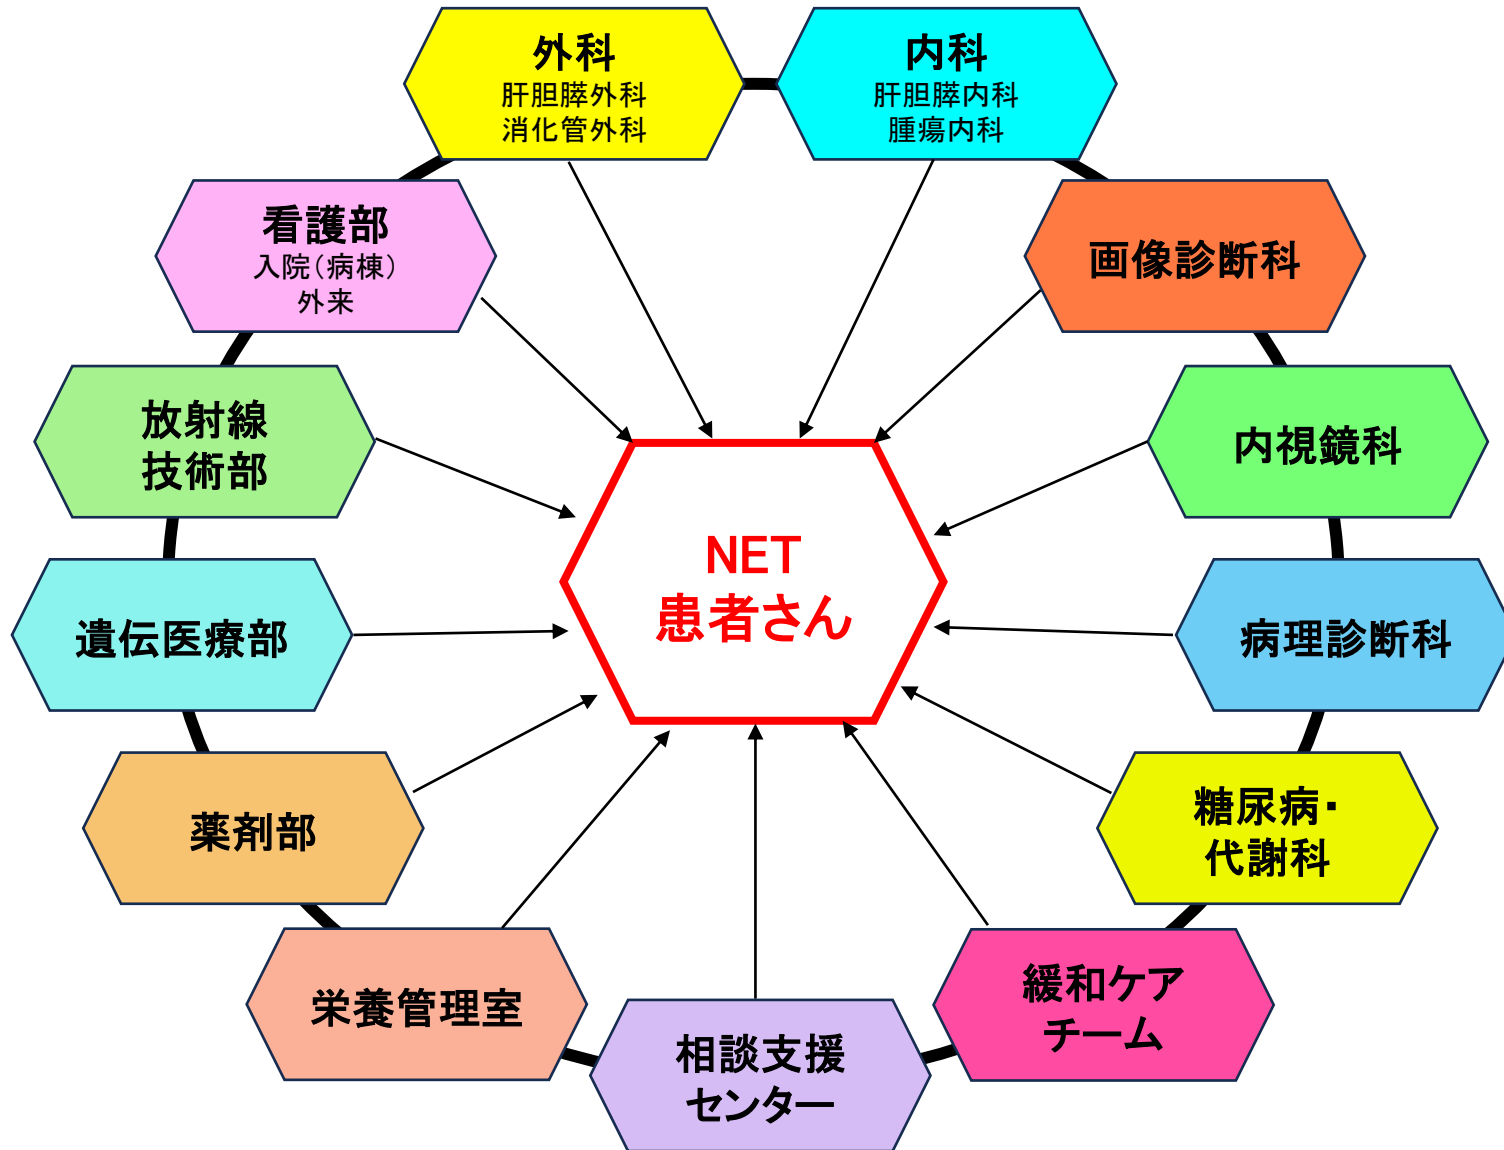 外科
肝胆膵外科
消化管外科
内科
肝胆膵内科
腫瘍内科
看護部
入院（病棟）
外来
画像診断科
放射線
技術部
内視鏡科
NET
患者さん
遺伝医療部
病理診断科
薬剤部
糖尿病・
代謝科
栄養管理室
緩和ケア
チーム
相談支援
センター